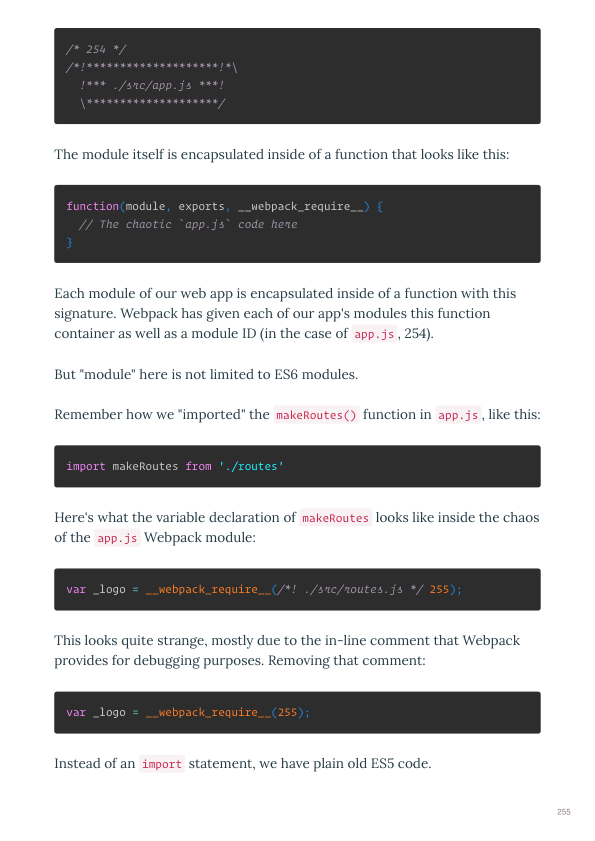 /* 254 */
/*!********************!*\
  !*** ./src/app.js ***!
  \********************/
The module itself is encapsulated inside of a function that looks like this:
function(module, exports, __webpack_require__) {
  // The chaotic `app.js` code here
}
Each module of our web app is encapsulated inside of a function with this
signature. Webpack has given each of our app's modules this function
container as well as a module ID (in the case of app.js, 254).
But "module" here is not limited to ES6 modules.
Remember how we "imported" the makeRoutes() function in app.js, like this:
import makeRoutes from './routes'
Here's what the variable declaration of makeRoutes looks like inside the chaos
of the app.js Webpack module:
var _logo = __webpack_require__(/*! ./src/routes.js */ 255);
This looks quite strange, mostly due to the in-line comment that Webpack
provides for debugging purposes. Removing that comment:
var _logo = __webpack_require__(255);
Instead of an import statement, we have plain old ES5 code.
255